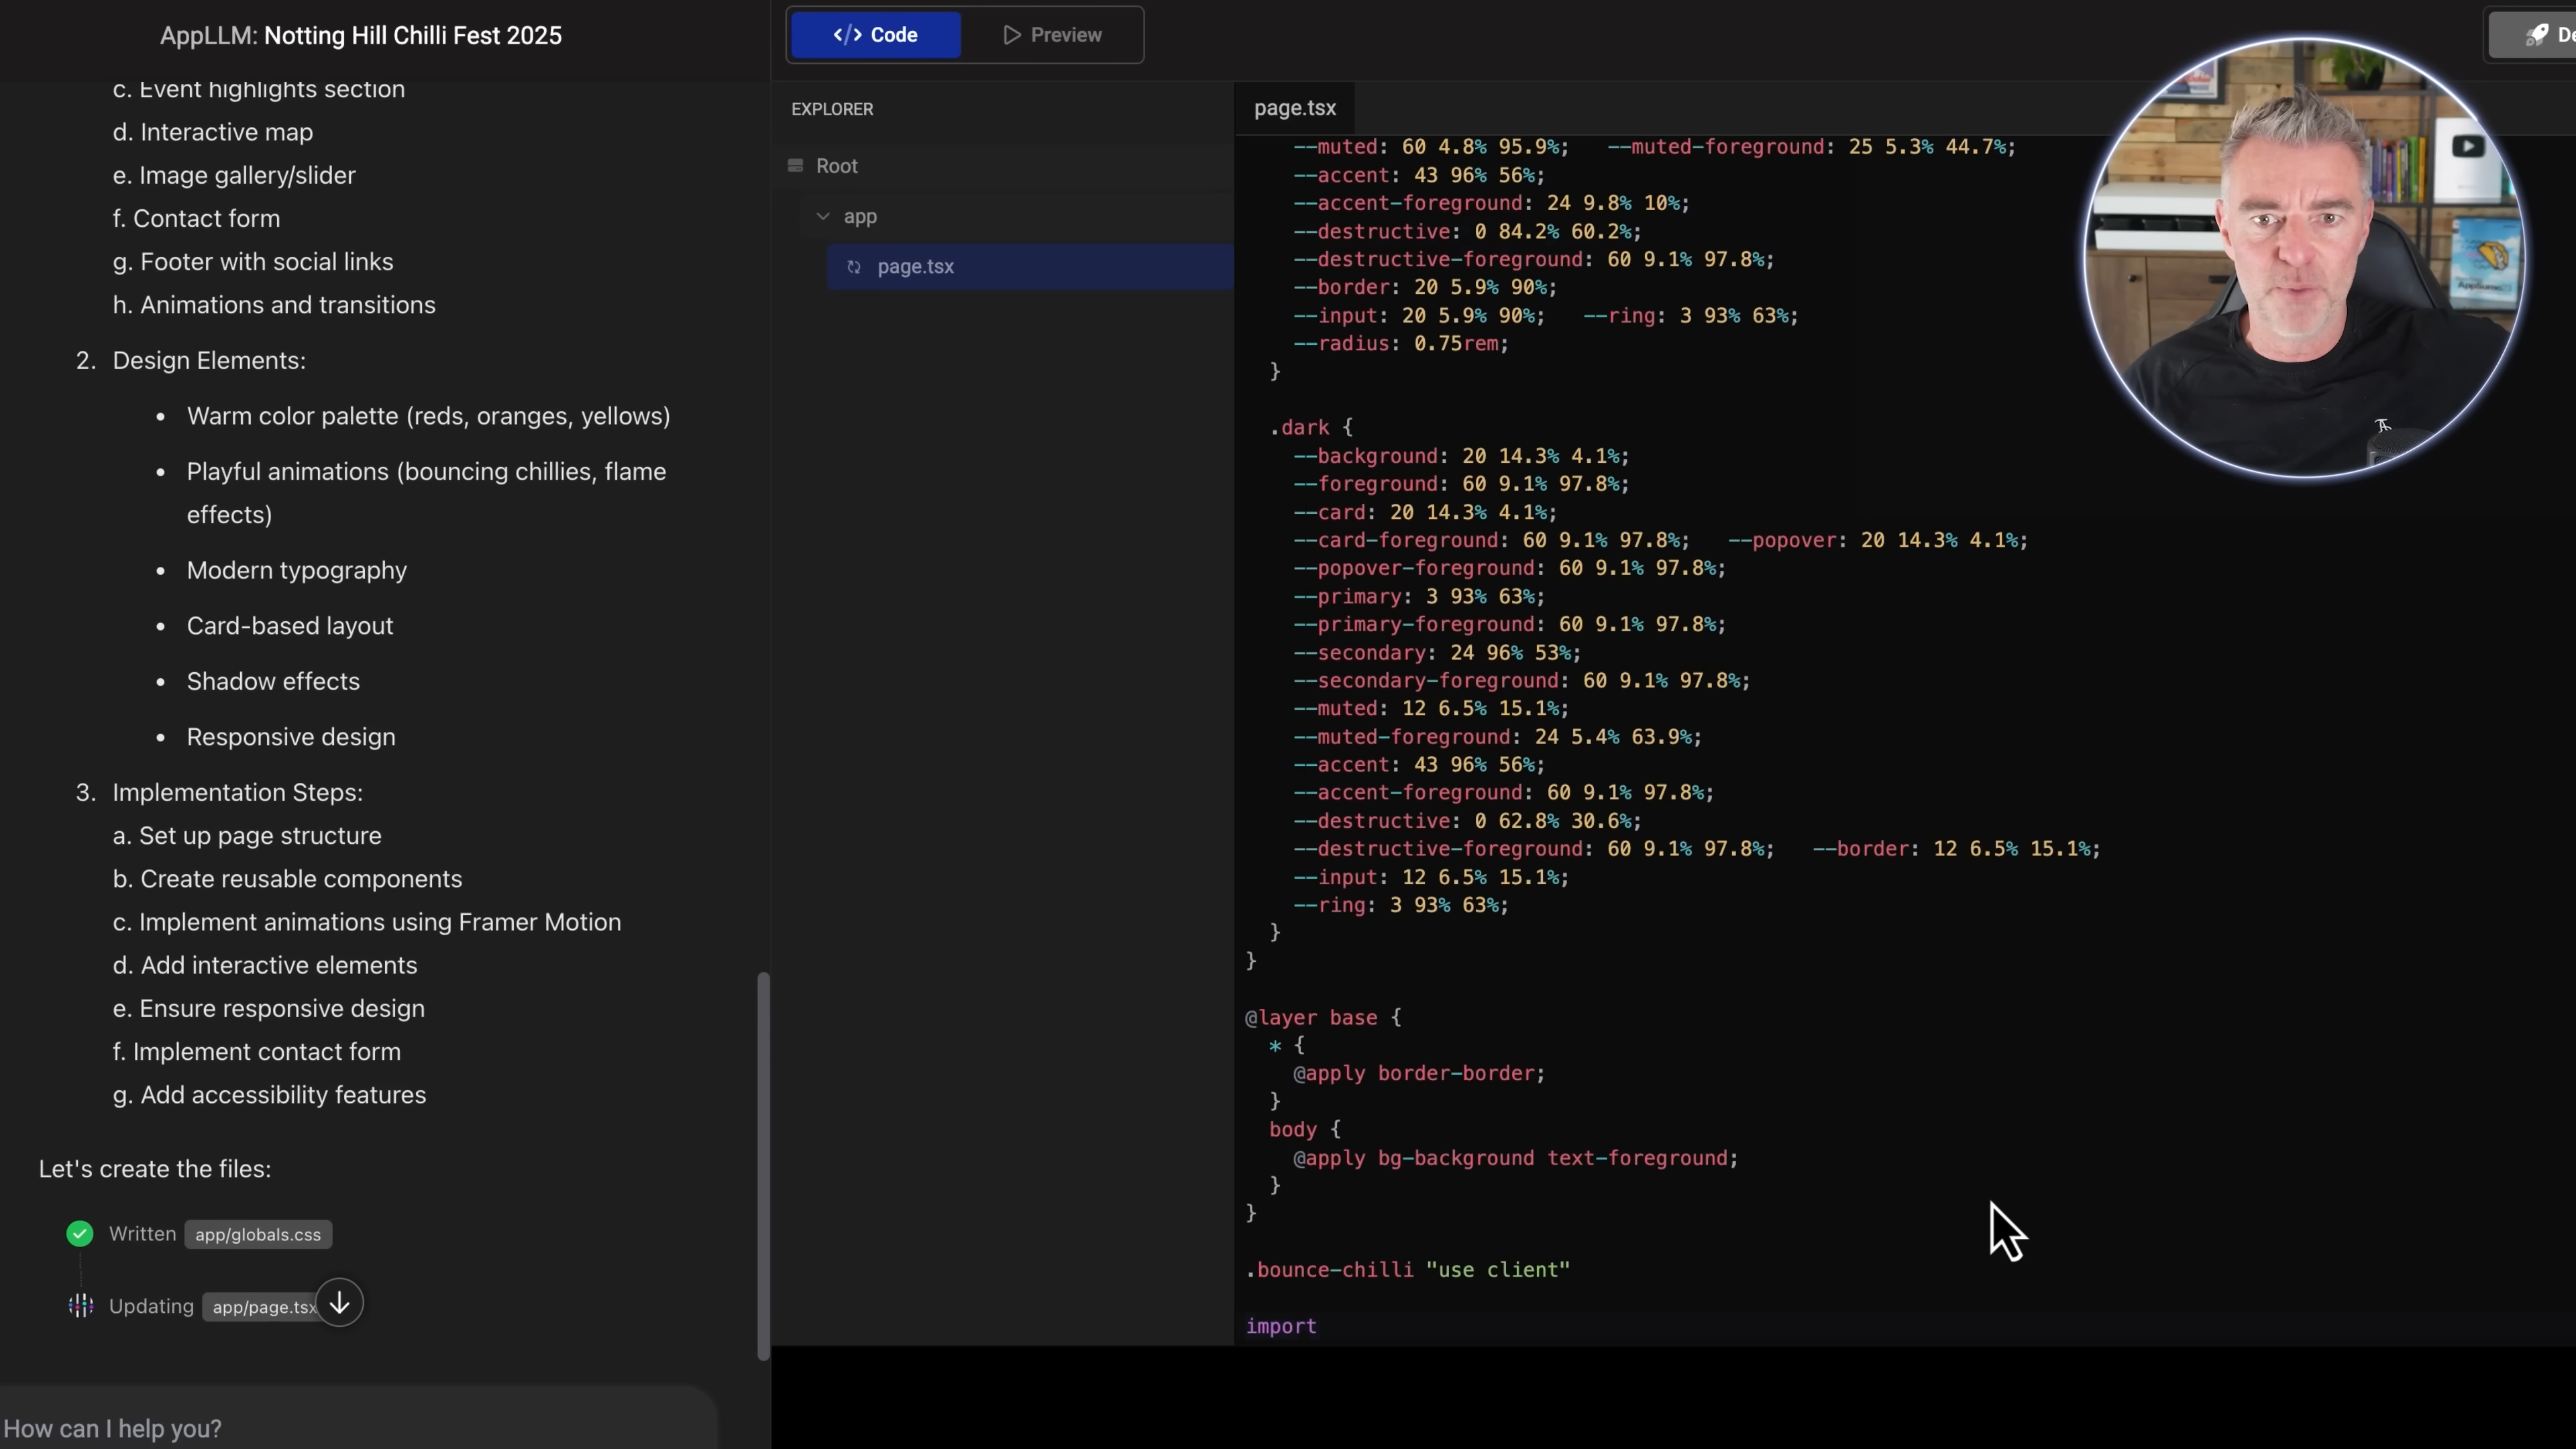 AppLLM: Notting Hill Chilli Fest 2025
c. Event highlights section
d. Interactive map
e. Image gallery/slider
f. Contact form
g. Footer with social links
h. Animations and transitions
2. Design Elements:
• Warm color palette (reds, oranges, yellows)
• Playful animations (bouncing chillies, flame
effects)
• Modern typography
• Card-based layout
• Shadow effects
• Responsive design
3. Implementation Steps:
a. Set up page structure
b. Create reusable components
c. Implement animations using Framer Motion
d. Add interactive elements
e. Ensure responsive design
f. Implement contact form
g. Add accessibility features
Let's create the files:
Written app/globals.css
Updating app/page.tsx
How can I help you?
</> Code
Preview
De
EXPLORER
Root
app
page.tsx
page.tsx
--muted: 60 4.8% 95.9%; --muted-foreground: 25 5.3% 44.7%;
--accent: 43 96% 56%;
--accent-foreground: 24 9.8% 10%;
--destructive: 0 84.2% 60.2%;
--destructive-foreground: 60 9.1% 97.8%;
--border: 20 5.9% 90%;
--input: 20 5.9% 90%; --ring: 3 93% 63%;
--radius: 0.75rem;
}
.dark {
--background: 20 14.3% 4.1%;
--foreground: 60 9.1% 97.8%;
--card: 20 14.3% 4.1%;
--card-foreground: 60 9.1% 97.8%; --popover: 20 14.3% 4.1%;
--popover-foreground: 60 9.1% 97.8%;
--primary: 3 93% 63%;
--primary-foreground: 60 9.1% 97.8%;
--secondary: 24 96% 53%;
--secondary-foreground: 60 9.1% 97.8%;
--muted: 12 6.5% 15.1%;
--muted-foreground: 24 5.4% 63.9%;
--accent: 43 96% 56%;
--accent-foreground: 60 9.1% 97.8%;
--destructive: 0 62.8% 30.6%;
--destructive-foreground: 60 9.1% 97.8%; --border: 12 6.5% 15.1%;
--input: 12 6.5% 15.1%;
--ring: 3 93% 63%;
}
}
@layer base {
* {
@apply border-border;
}
body {
@apply bg-background text-foreground;
}
}
.bounce-chilli "use client"
import